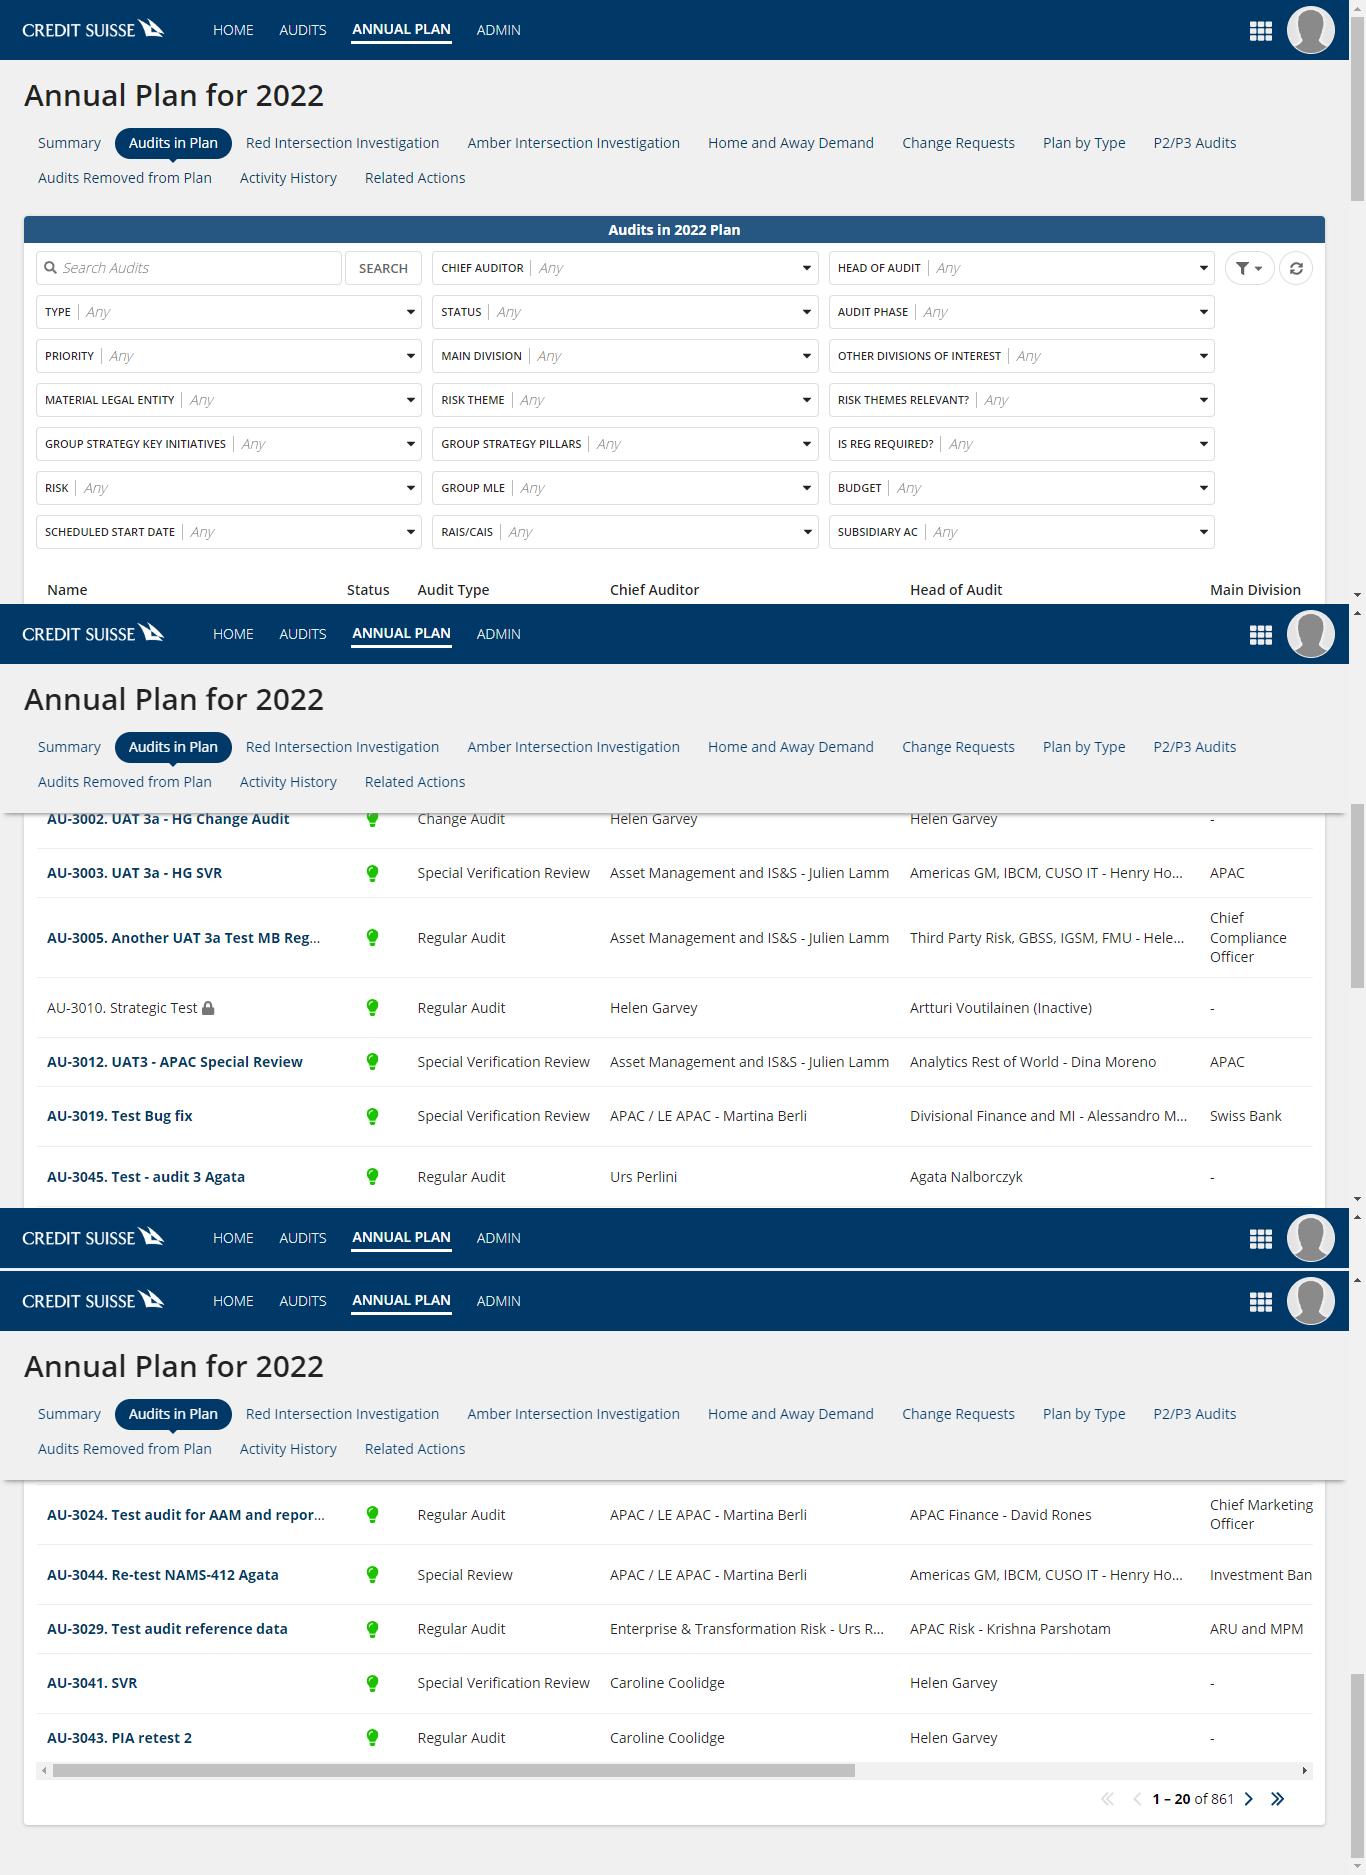 CREDIT SUISSE HOME AUDITS ANNUAL PLAN ADMIN
Annual Plan for 2022
Summary Audits in Plan Red Intersection Investigation Amber Intersection Investigation Home and Away Demand Change Requests Plan by Type P2/P3 Audits
Audits Removed from Plan Activity History Related Actions
Audits in 2022 Plan
Search Audits SEARCH CHIEF AUDITOR Any HEAD OF AUDIT Any
TYPE Any STATUS Any AUDIT PHASE Any
PRIORITY Any MAIN DIVISION Any OTHER DIVISIONS OF INTEREST Any
MATERIAL LEGAL ENTITY Any RISK THEME Any RISK THEMES RELEVANT? Any
GROUP STRATEGY KEY INITIATIVES Any GROUP STRATEGY PILLARS Any IS REG REQUIRED? Any
RISK Any GROUP MLE Any BUDGET Any
SCHEDULED START DATE Any RAIS/CAIS Any SUBSIDIARY AC Any
Name Status Audit Type Chief Auditor Head of Audit Main Division
CREDIT SUISSE HOME AUDITS ANNUAL PLAN ADMIN
Annual Plan for 2022
Summary Audits in Plan Red Intersection Investigation Amber Intersection Investigation Home and Away Demand Change Requests Plan by Type P2/P3 Audits
Audits Removed from Plan Activity History Related Actions
AU-3002. UAT 3a - HG Change Audit Change Audit Helen Garvey Helen Garvey -
AU-3003. UAT 3a - HG SVR Special Verification Review Asset Management and IS&S - Julien Lamm Americas GM, IBCM, CUSO IT - Henry Ho... APAC
AU-3005. Another UAT 3a Test MB Reg... Regular Audit Asset Management and IS&S - Julien Lamm Third Party Risk, GBSS, IGSM, FMU - Hele... Chief
Compliance
Officer
AU-3010. Strategic Test Regular Audit Helen Garvey Artturi Voutilainen (Inactive) -
AU-3012. UAT3 - APAC Special Review Special Verification Review Asset Management and IS&S - Julien Lamm Analytics Rest of World - Dina Moreno APAC
AU-3019. Test Bug fix Special Verification Review APAC / LE APAC - Martina Berli Divisional Finance and MI - Alessandro M... Swiss Bank
AU-3045. Test - audit 3 Agata Regular Audit Urs Perlini Agata Nalborczyk -
CREDIT SUISSE HOME AUDITS ANNUAL PLAN ADMIN
CREDIT SUISSE HOME AUDITS ANNUAL PLAN ADMIN
Annual Plan for 2022
Summary Audits in Plan Red Intersection Investigation Amber Intersection Investigation Home and Away Demand Change Requests Plan by Type P2/P3 Audits
Audits Removed from Plan Activity History Related Actions
AU-3024. Test audit for AAM and repor... Regular Audit APAC / LE APAC - Martina Berli APAC Finance - David Rones Chief Marketing
Officer
AU-3044. Re-test NAMS-412 Agata Special Review APAC / LE APAC - Martina Berli Americas GM, IBCM, CUSO IT - Henry Ho... Investment Ban
AU-3029. Test audit reference data Regular Audit Enterprise & Transformation Risk - Urs R... APAC Risk - Krishna Parshotam ARU and MPM
AU-3041. SVR Special Verification Review Caroline Coolidge Helen Garvey -
AU-3043. PIA retest 2 Regular Audit Caroline Coolidge Helen Garvey -
1 – 20 of 861